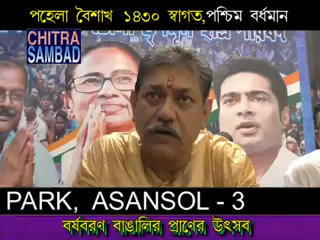 পহেলা বৈশাখ ১৪৩০ স্বাগত,পশ্চিম বর্ধমান
CHITRA
SAMBAD
PARK, ASANSOL - 3
বর্ষবরণ বাঙালির প্রাণের উৎসব